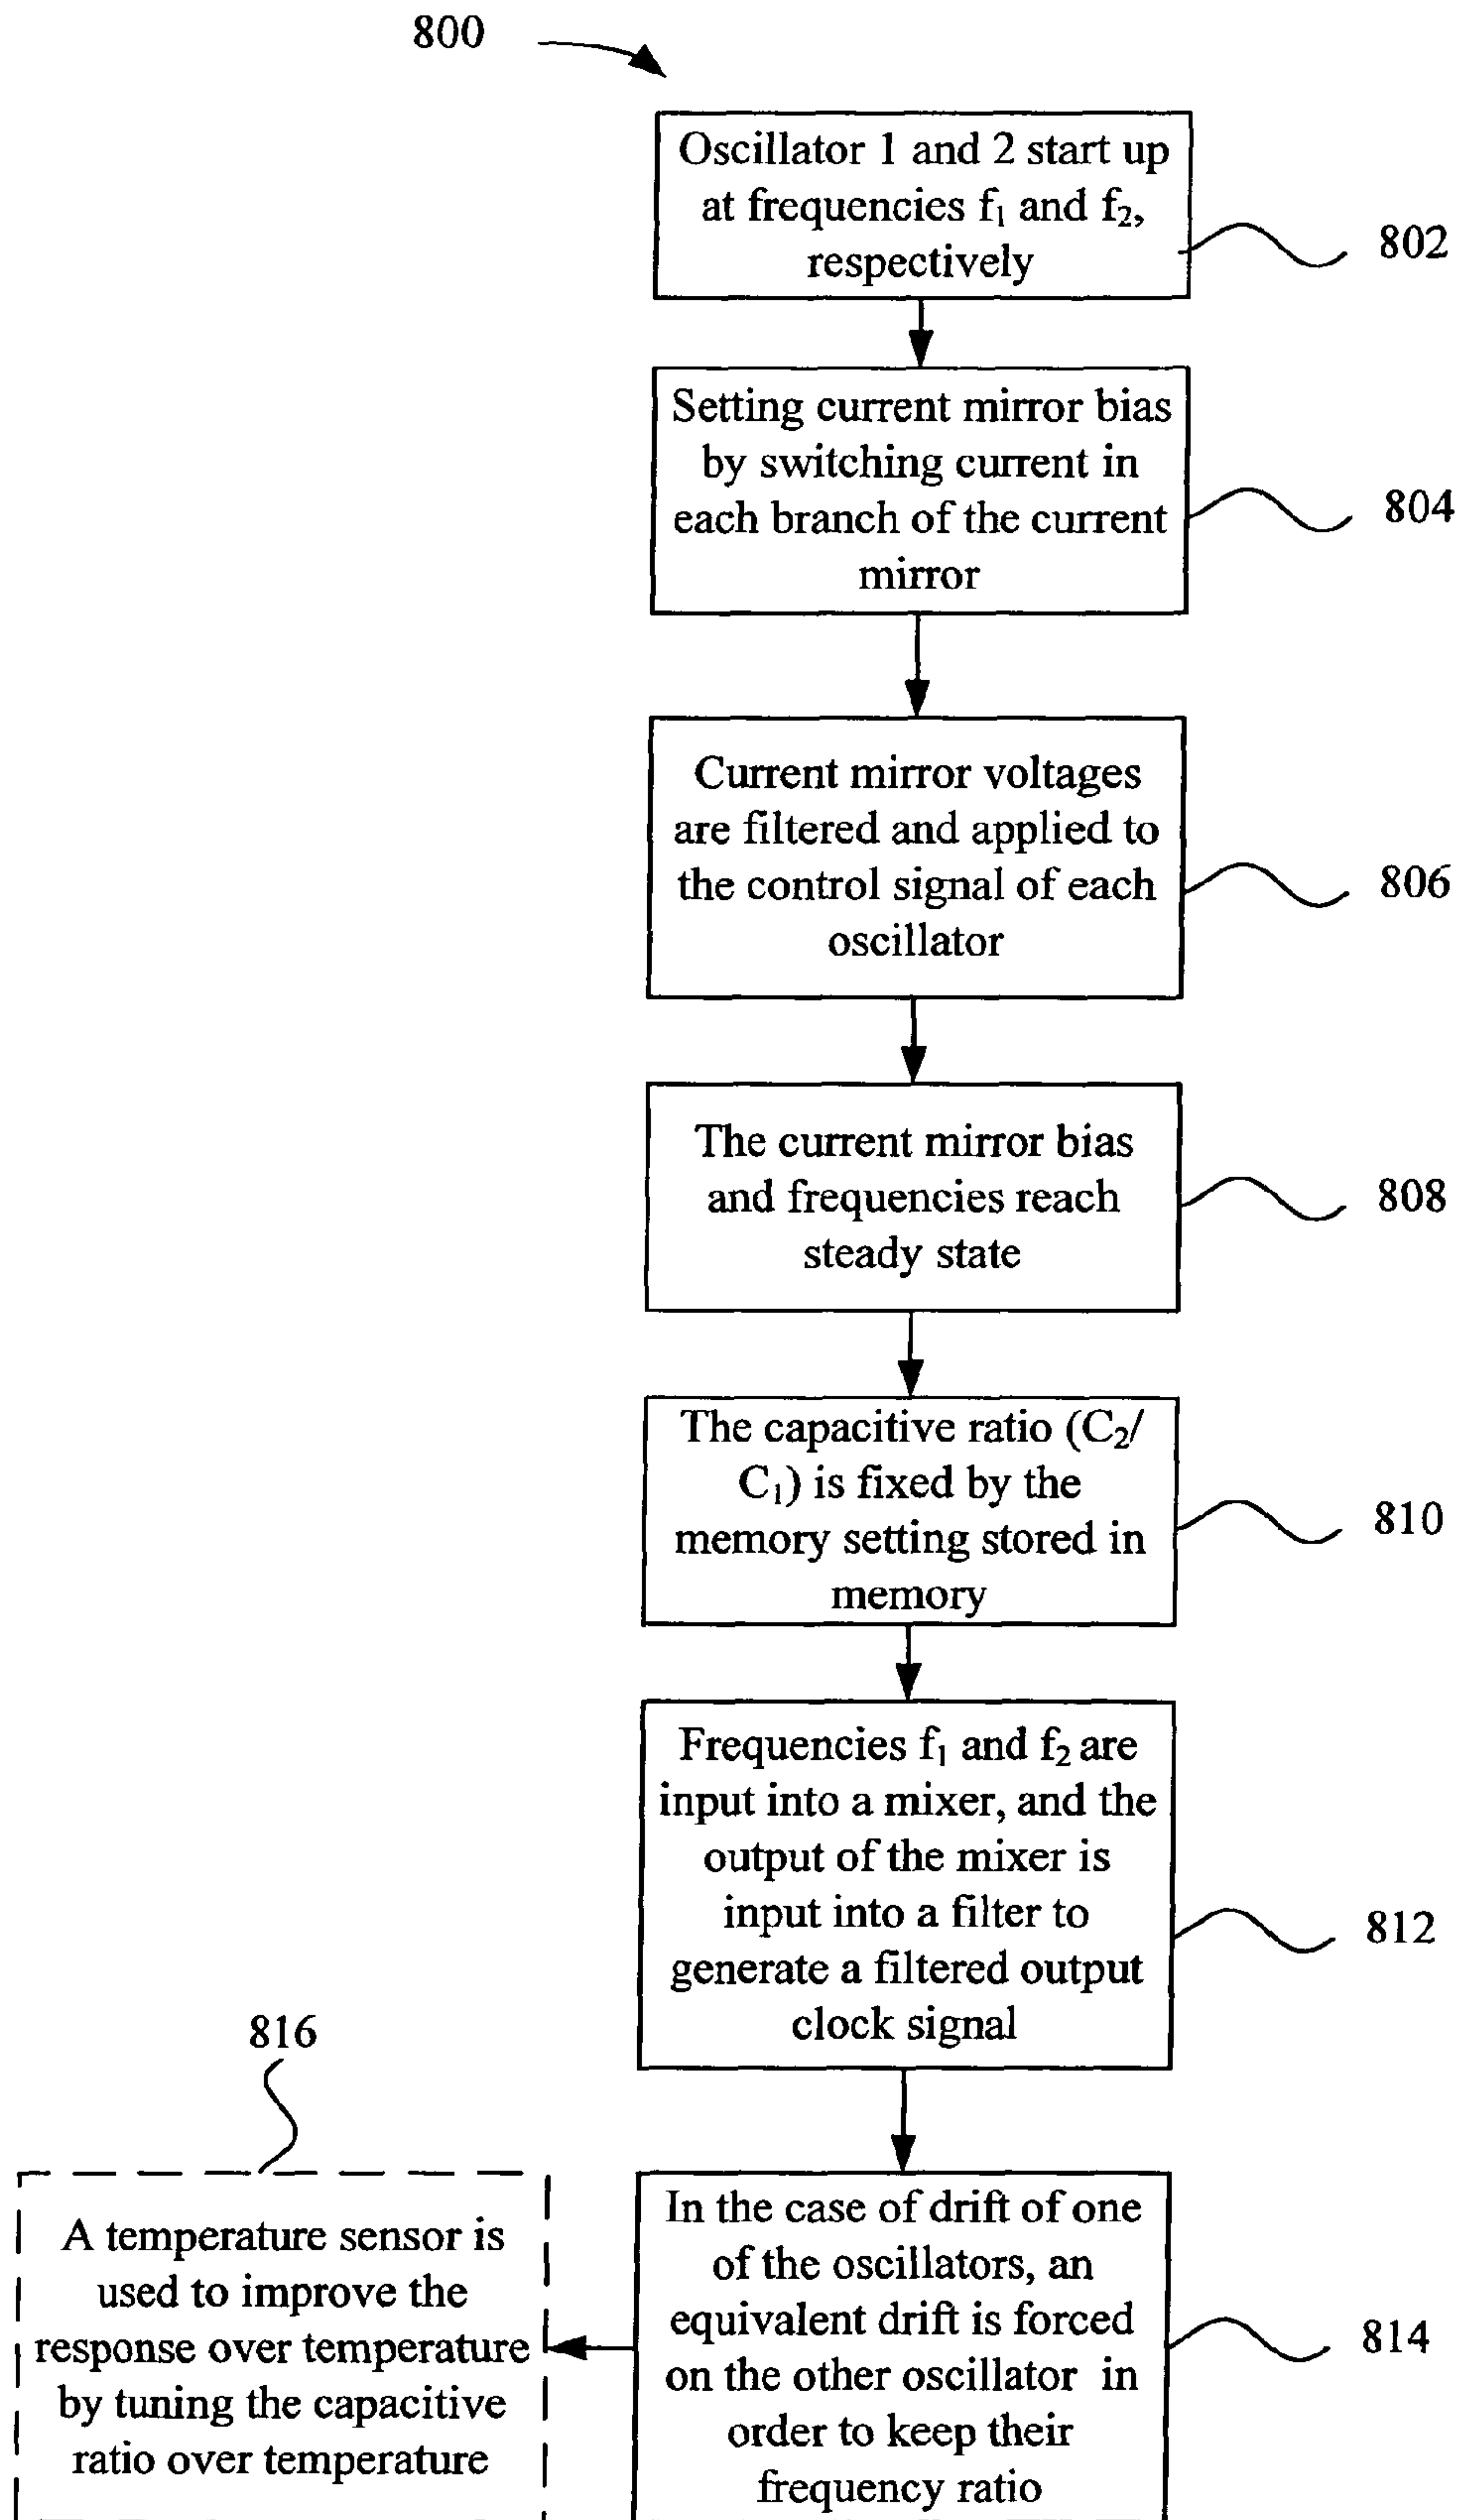 800
Oscillator 1 and 2 start up
at frequencies f₁ and f₂,
respectively
802
Setting current mirror bias
by switching current in
each branch of the current
mirror
804
Current mirror voltages
are filtered and applied to
the control signal of each
oscillator
806
The current mirror bias
and frequencies reach
steady state
808
The capacitive ratio (C₂/
C₁) is fixed by the
memory setting stored in
memory
810
Frequencies f₁ and f₂ are
input into a mixer, and the
output of the mixer is
input into a filter to
generate a filtered output
clock signal
812
In the case of drift of one
of the oscillators, an
equivalent drift is forced
on the other oscillator in
order to keep their
frequency ratio
814
816
A temperature sensor is
used to improve the
response over temperature
by tuning the capacitive
ratio over temperature